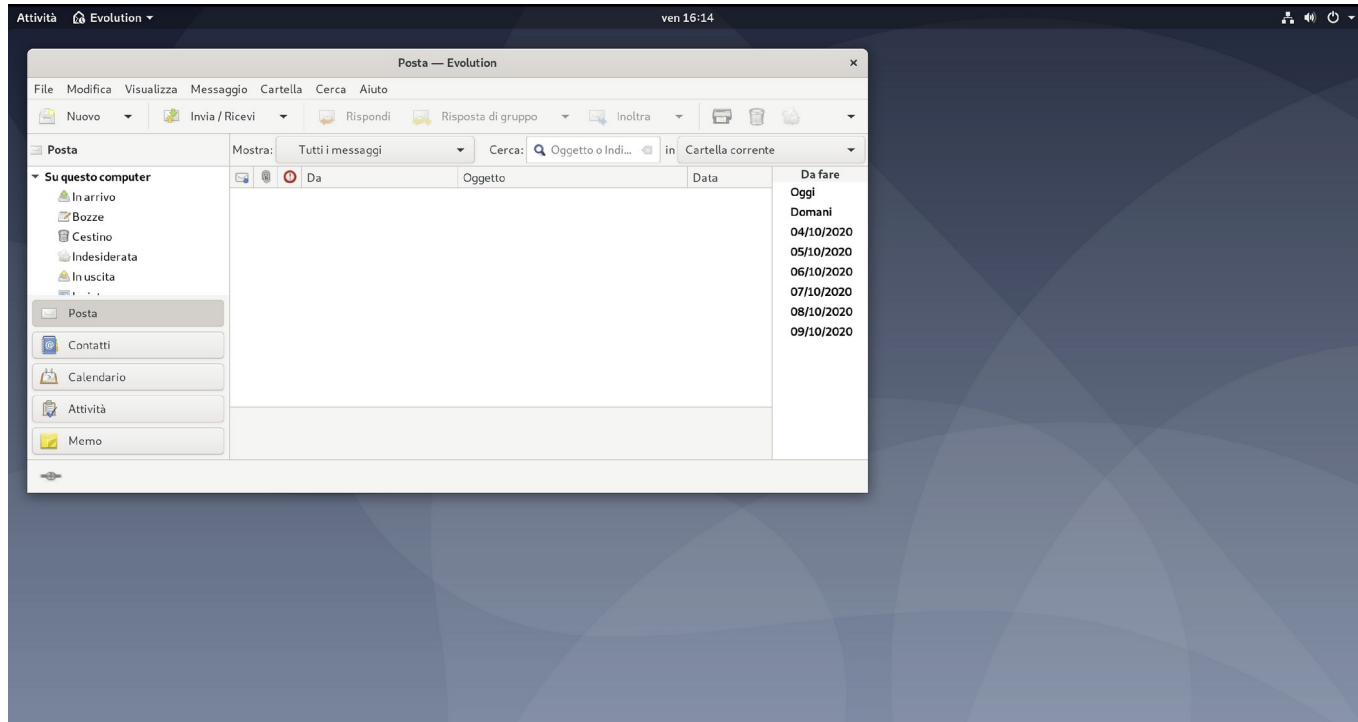 Attività Evolution ven 16:14
Posta — Evolution
File Modifica Visualizza Messaggio Cartella Cerca Aiuto
Nuovo Invia / Ricevi Rispondi Risposta di gruppo Inoltra
Posta Mostra: Tutti i messaggi Cerca: Oggetto o Indi... in Cartella corrente
Su questo computer
In arrivo
Bozze
Cestino
Indesiderata
In uscita
Posta
Contatti
Calendario
Attività
Memo
Da Oggetto Data
Da fare
Oggi
Domani
04/10/2020
05/10/2020
06/10/2020
07/10/2020
08/10/2020
09/10/2020